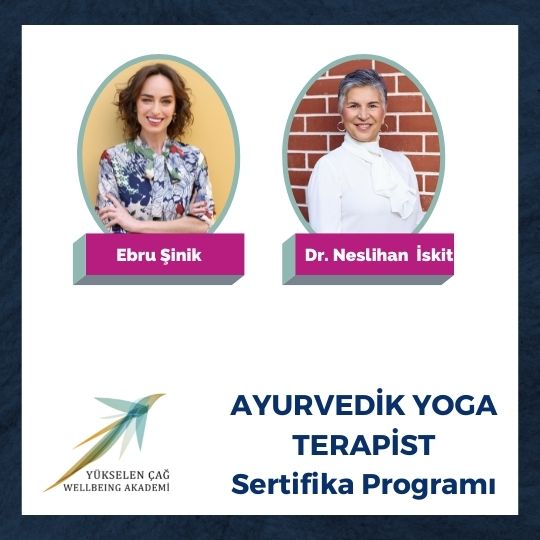 Ebru Şinik
Dr. Neslihan İskit
AYURVEDİK YOGA
TERAPİST
Sertifika Programı
YÜKSELEN ÇAĞ
WELLBEING AKADEMİ